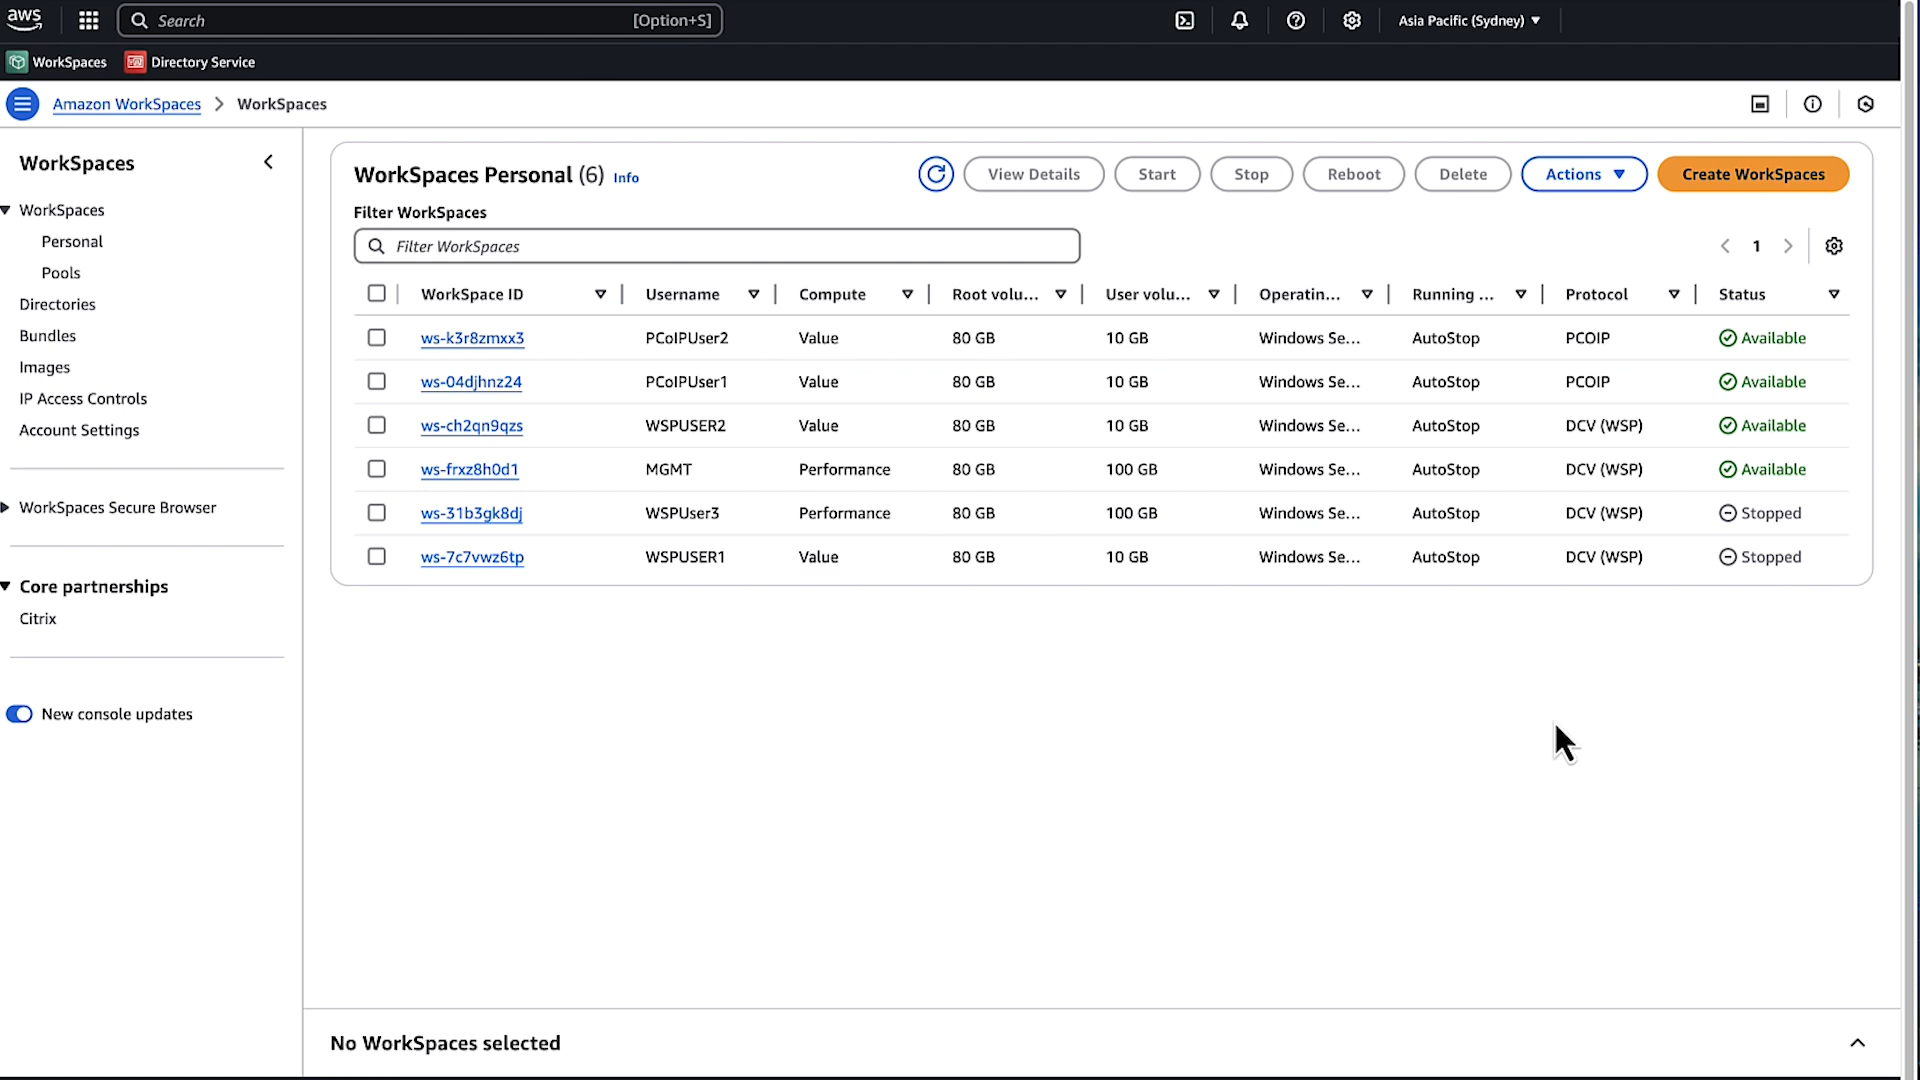 aws Search [Option+S] Asia Pacific (Sydney)
WorkSpaces Directory Service
Amazon WorkSpaces > WorkSpaces
WorkSpaces
WorkSpaces
Personal
Pools
Directories
Bundles
Images
IP Access Controls
Account Settings
WorkSpaces Secure Browser
Core partnerships
Citrix
New console updates
WorkSpaces Personal (6) Info View Details Start Stop Reboot Delete Actions Create WorkSpaces
Filter WorkSpaces
Filter WorkSpaces 1
WorkSpace ID Username Compute Root volu... User volu... Operatin... Running ... Protocol Status
ws-k3r8zmxx3 PCoIPUser2 Value 80 GB 10 GB Windows Se... AutoStop PCOIP Available
ws-04djhnz24 PCoIPUser1 Value 80 GB 10 GB Windows Se... AutoStop PCOIP Available
ws-ch2qn9qzs WSPUSER2 Value 80 GB 10 GB Windows Se... AutoStop DCV (WSP) Available
ws-frxz8h0d1 MGMT Performance 80 GB 100 GB Windows Se... AutoStop DCV (WSP) Available
ws-31b3gk8dj WSPUser3 Performance 80 GB 100 GB Windows Se... AutoStop DCV (WSP) Stopped
ws-7c7vwz6tp WSPUSER1 Value 80 GB 10 GB Windows Se... AutoStop DCV (WSP) Stopped
No WorkSpaces selected